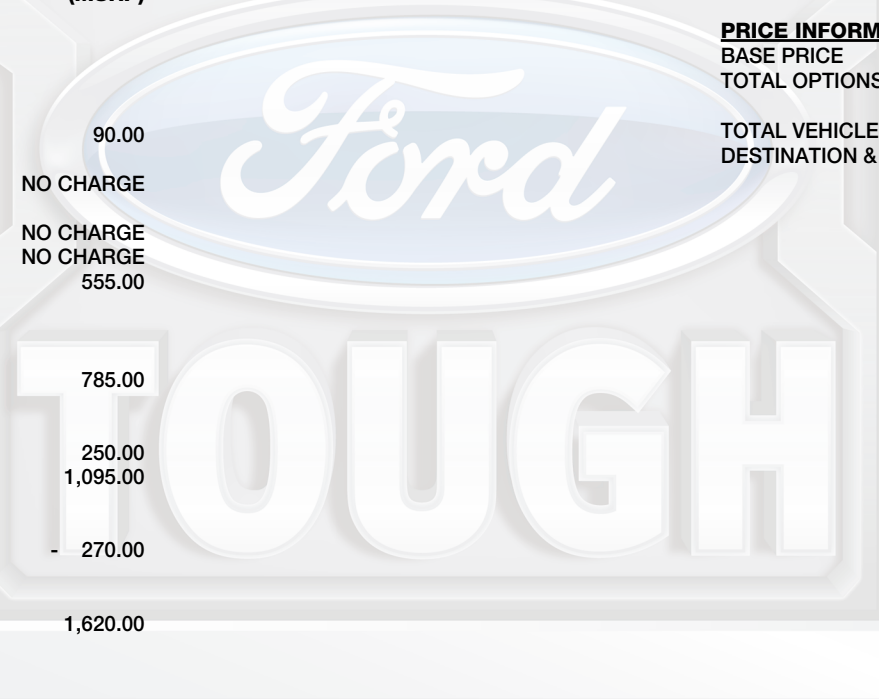 PRICE INFORM
BASE PRICE
TOTAL OPTIONS
TOTAL VEHICLE
DESTINATION &
90.00
NO CHARGE
NO CHARGE
NO CHARGE
555.00
785.00
250.00
1,095.00
- 270.00
1,620.00
Ford
TOUGH